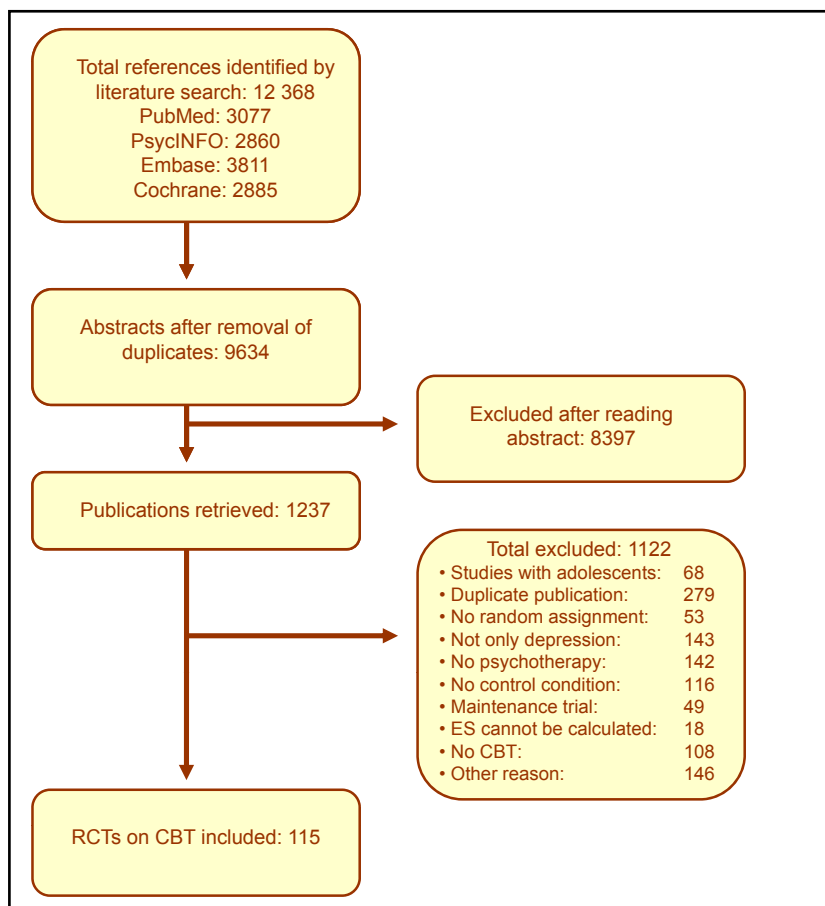 Total references identified by
literature search: 12 368
PubMed: 3077
PsycINFO: 2860
Embase: 3811
Cochrane: 2885
Abstracts after removal of
duplicates: 9634
Excluded after reading
abstract: 8397
Publications retrieved: 1237
Total excluded: 1122
• Studies with adolescents: 68
• Duplicate publication: 279
• No random assignment: 53
• Not only depression: 143
• No psychotherapy: 142
• No control condition: 116
• Maintenance trial: 49
• ES cannot be calculated: 18
• No CBT: 108
• Other reason: 146
RCTs on CBT included: 115